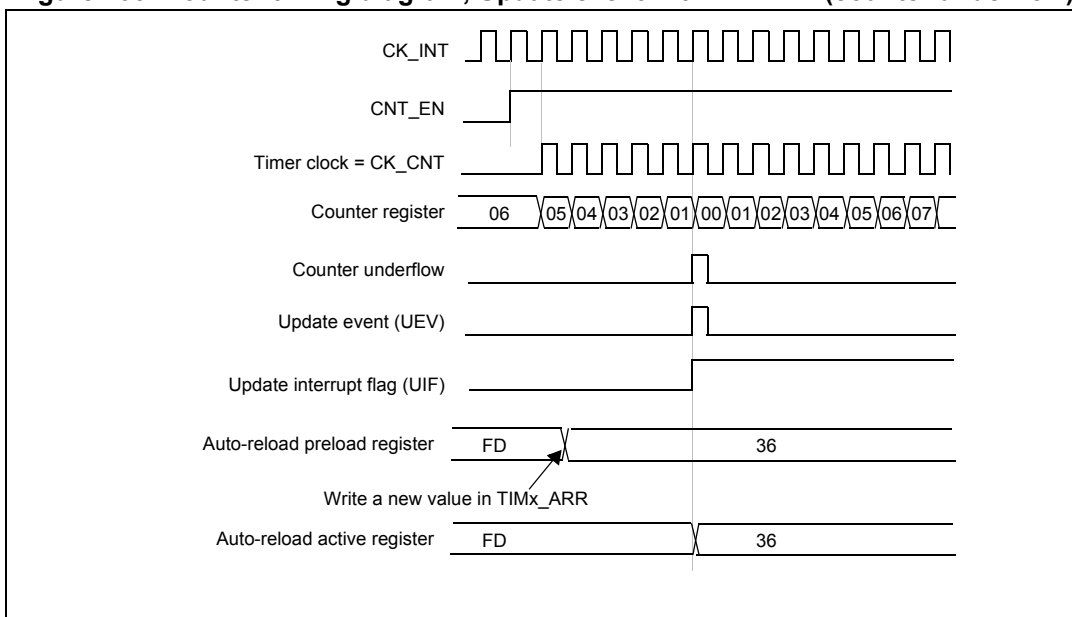 CK_INT
CNT_EN
Timer clock = CK_CNT
Counter register 06 05 04 03 02 01 00 01 02 03 04 05 06 07
Counter underflow
Update event (UEV)
Update interrupt flag (UIF)
Auto-reload preload register FD 36
Write a new value in TIMx_ARR
Auto-reload active register FD 36